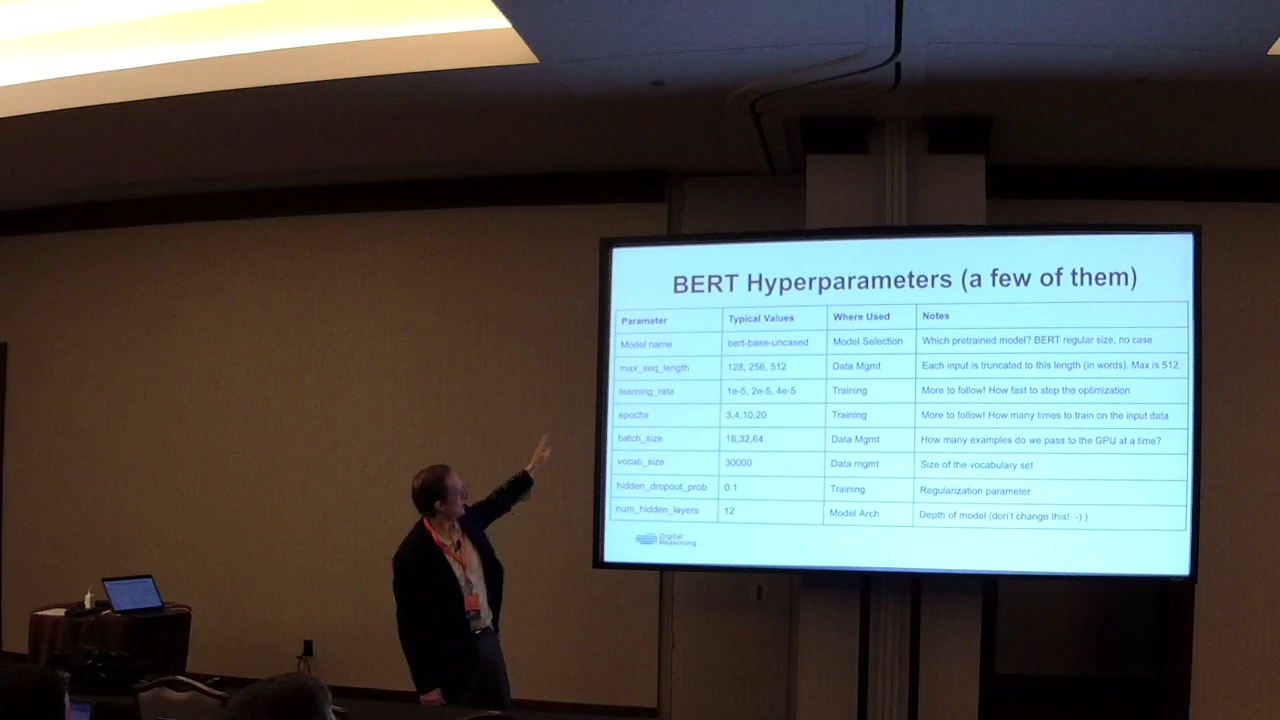 BERT Hyperparameters (a few of them)
Parameter Typical Values Where Used Notes
Model name bert-base-uncased Model Selection Which pretrained model? BERT regular size, no case
max_seq_length 128, 256, 512 Data Mgmt Each input is truncated to this length (in words). Max is 512.
learning_rate 1e-5, 2e-5, 4e-5 Training More to follow! How fast to step the optimization
epochs 3,4,10,20 Training More to follow! How many times to train on the input data
batch_size 16,32,64 Data Mgmt How many examples do we pass to the GPU at a time?
vocab_size 30000 Data mgmt Size of the vocabulary set
hidden_dropout_prob 0.1 Training Regularization parameter
num_hidden_layers 12 Model Arch Depth of model (don't change this! :-) )
Digital
Reasoning